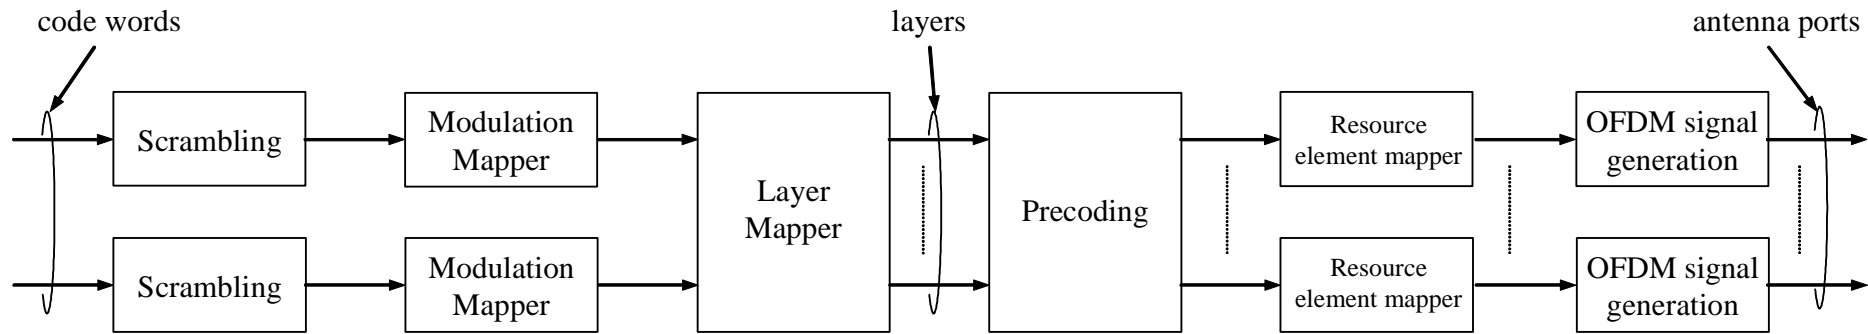 code words
layers
antenna ports
Scrambling
Modulation
Mapper
Layer
Mapper
Precoding
Resource
element mapper
OFDM signal
generation
Scrambling
Modulation
Mapper
Resource
element mapper
OFDM signal
generation